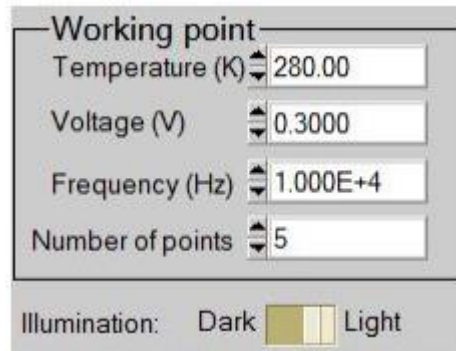 Working point
Temperature (K) 280.00
Voltage (V) 0.3000
Frequency (Hz) 1.000E+4
Number of points 5
Illumination: Dark Light